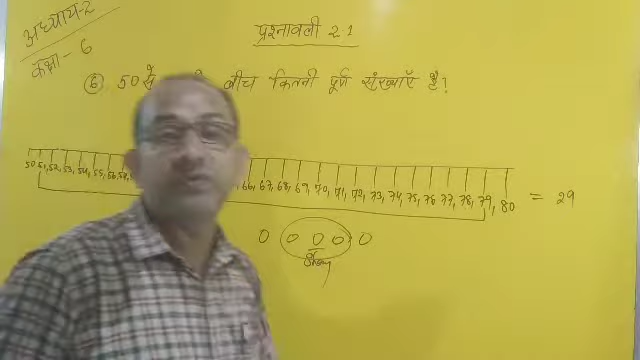 अध्याय-2
कक्षा - 6
प्रश्नावली 2.1
⑥ 50 से बीच कितनी पूर्ण संख्याएँ है?
50, 51, 52, 53, 54, 55, 56, 66, 67, 68, 69, 70, 71, 72, 73, 74, 75, 76, 77, 78, 79, 80 = 29
0 0 0 0 0